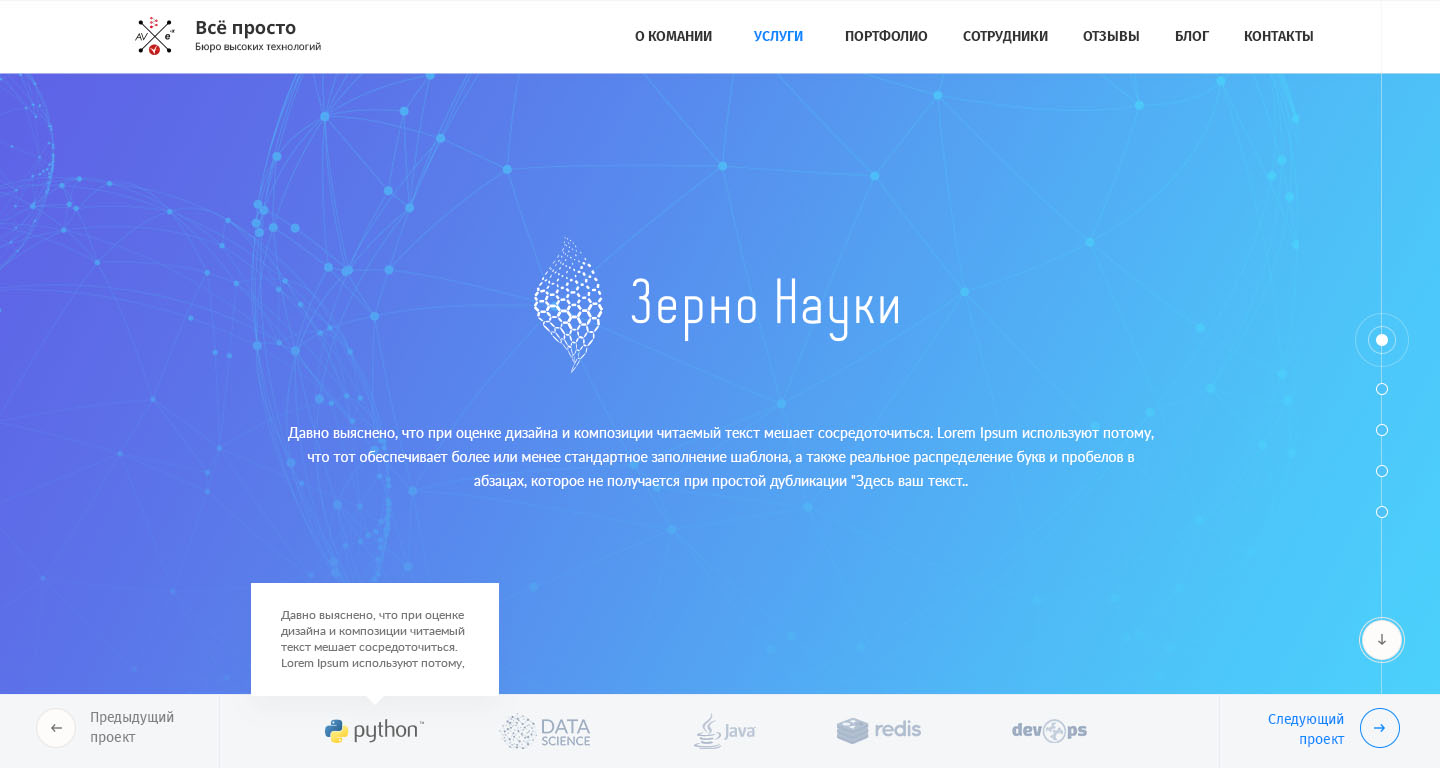 Всё просто
Бюро высоких технологий
AV
e-x
О КОМАНИИ
УСЛУГИ
ПОРТФОЛИО
СОТРУДНИКИ
ОТЗЫВЫ
БЛОГ
КОНТАКТЫ
Зерно Науки
Давно выяснено, что при оценке дизайна и композиции читаемый текст мешает сосредоточиться. Lorem Ipsum используют потому,
что тот обеспечивает более или менее стандартное заполнение шаблона, а также реальное распределение букв и пробелов в
абзацах, которое не получается при простой дубликации "Здесь ваш текст..
Давно выяснено, что при оценке
дизайна и композиции читаемый
текст мешает сосредоточиться.
Lorem Ipsum используют потому,
Предыдущий
проект
python™
DATA
SCIENCE
Java
redis
devops
Следующий
проект